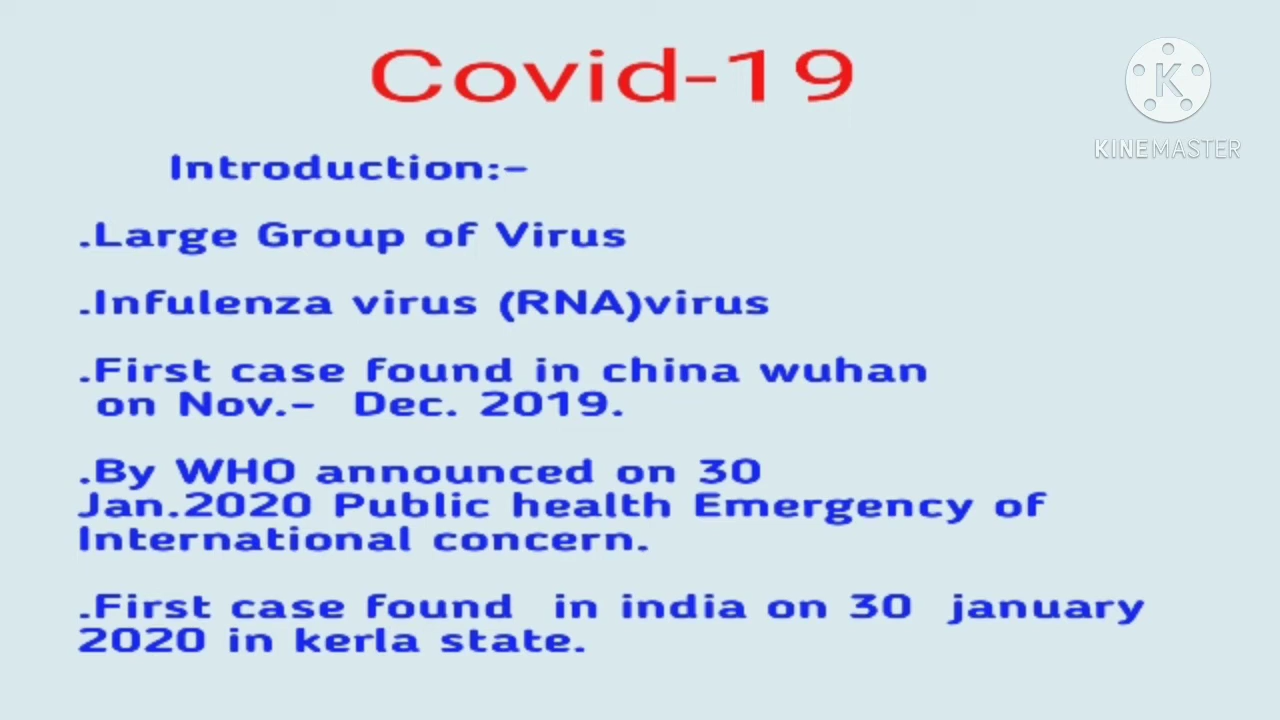 Covid-19
K
KINEMASTER
Introduction:-
.Large Group of Virus
.Infulenza virus (RNA)virus
.First case found in china wuhan
on Nov.- Dec. 2019.
.By WHO announced on 30
Jan.2020 Public health Emergency of
International concern.
.First case found in india on 30 january
2020 in kerla state.